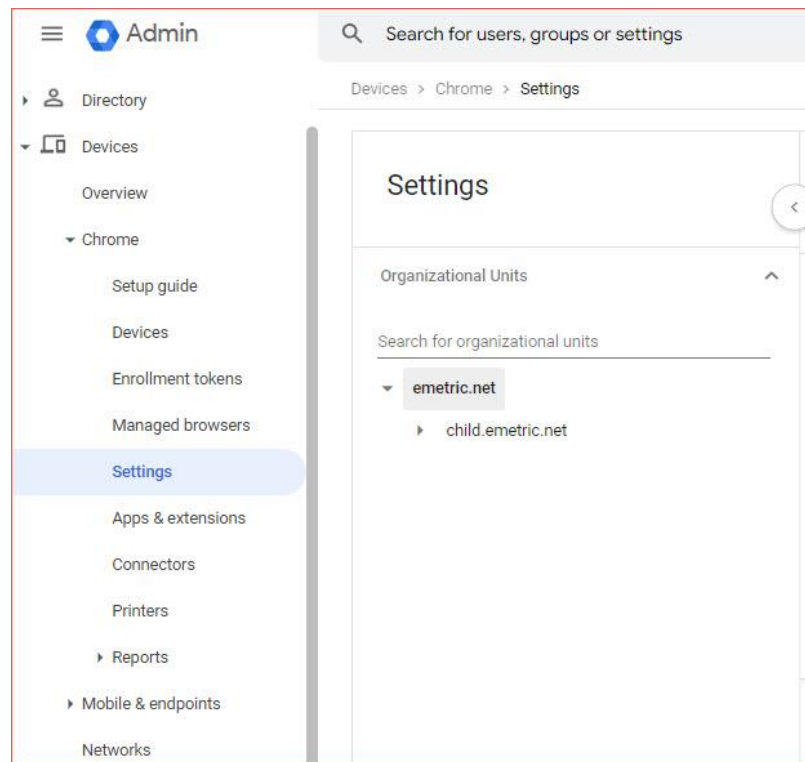 Admin
Search for users, groups or settings
Directory
Devices
Overview
Chrome
Setup guide
Devices
Enrollment tokens
Managed browsers
Settings
Apps & extensions
Connectors
Printers
Reports
Mobile & endpoints
Networks
Devices > Chrome > Settings
Settings
Organizational Units
Search for organizational units
emetric.net
child.emetric.net